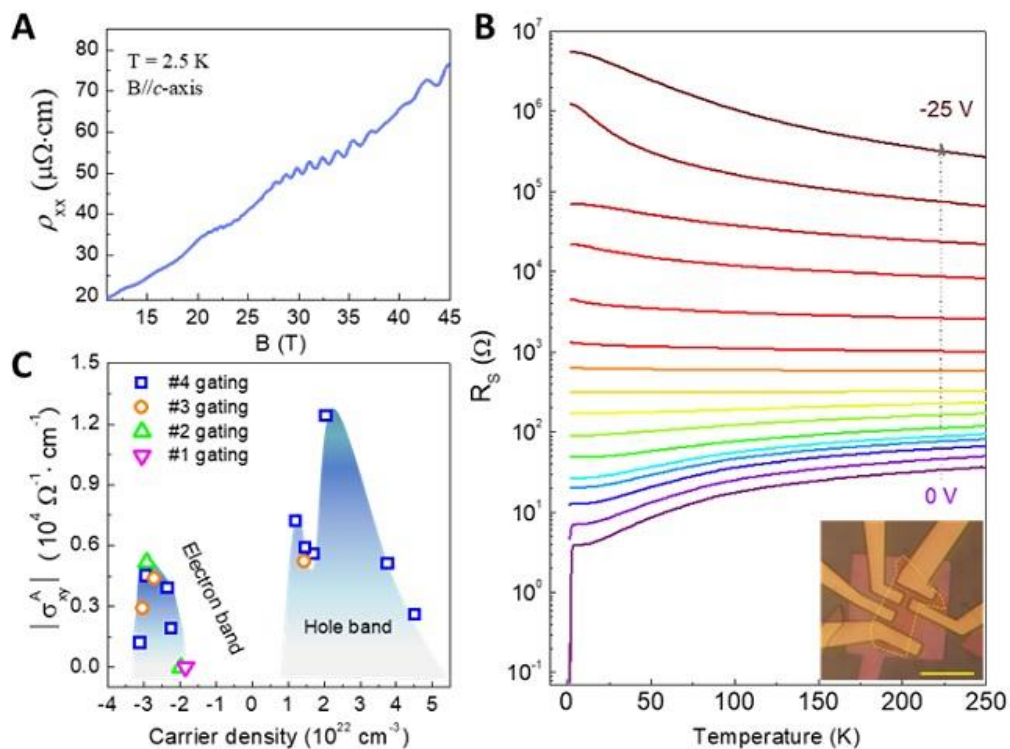 A
T = 2.5 K
B//c-axis
80
70
60
50
40
30
20
ρxx (μΩ·cm)
15 20 25 30 35 40 45
B (T)
B
10⁷
10⁶
10⁵
10⁴
10³
10²
10¹
10⁰
10⁻¹
R_S (Ω)
-25 V
0 V
0 50 100 150 200 250
Temperature (K)
C
1.5
1.2
0.9
0.6
0.3
0.0
|σ^A_xy| (10⁴ Ω⁻¹·cm⁻¹)
#4 gating
#3 gating
#2 gating
#1 gating
Electron band
Hole band
-4 -3 -2 -1 0 1 2 3 4 5
Carrier density (10²² cm⁻³)